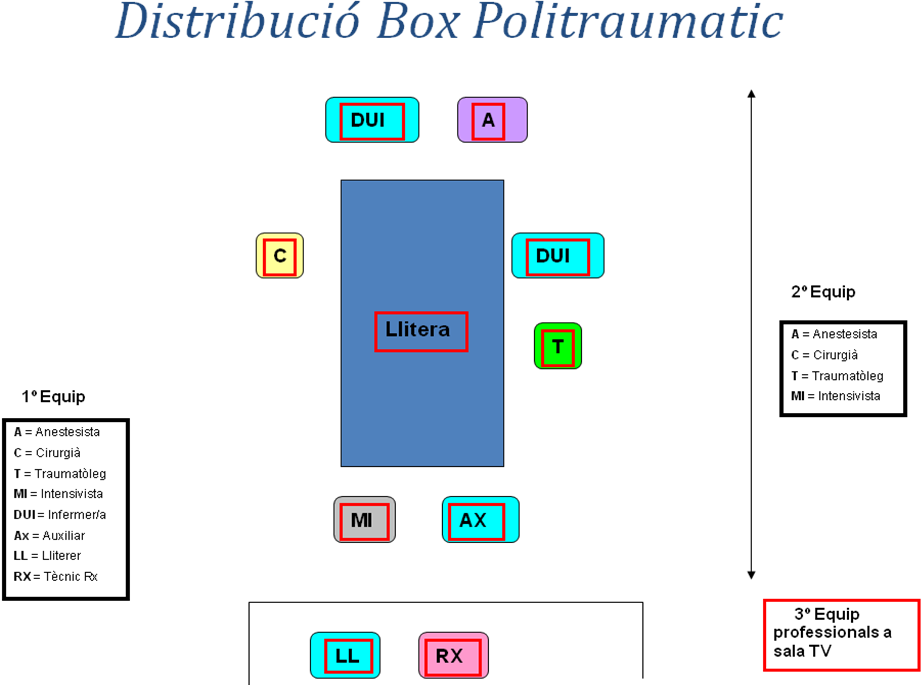 Distribució Box Politraumatic
DUI
A
C
DUI
Llitera
T
MI
AX
LL
RX
1º Equip
A = Anestesista
C = Cirurgià
T = Traumatòleg
MI = Intensivista
DUI = Infermer/a
Ax = Auxiliar
LL = Lliterer
RX = Tècnic Rx
2º Equip
A = Anestesista
C = Cirurgià
T = Traumatòleg
MI = Intensivista
3º Equip
professionals a
sala TV